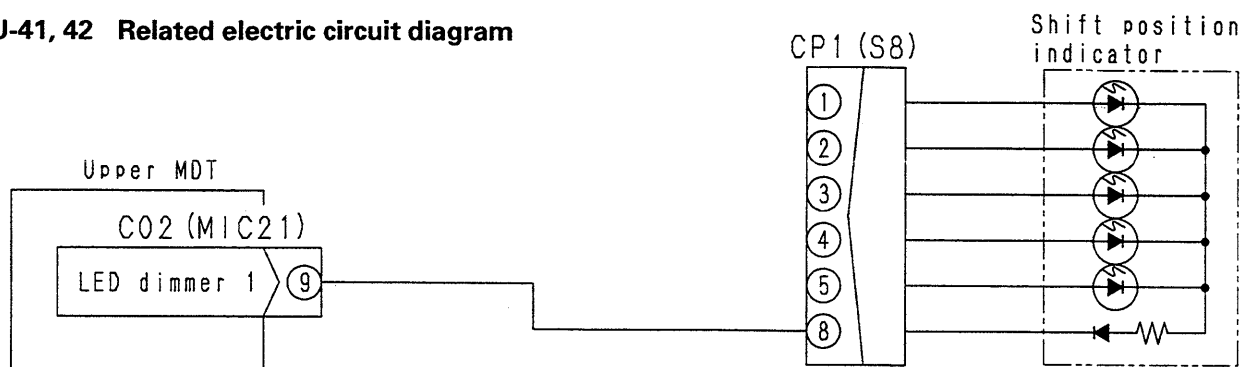 J-41, 42 Related electric circuit diagram
Shift position
indicator
CP1 (S8)
1
2
3
4
5
8
Upper MDT
C02 (MIC21)
LED dimmer 1
9